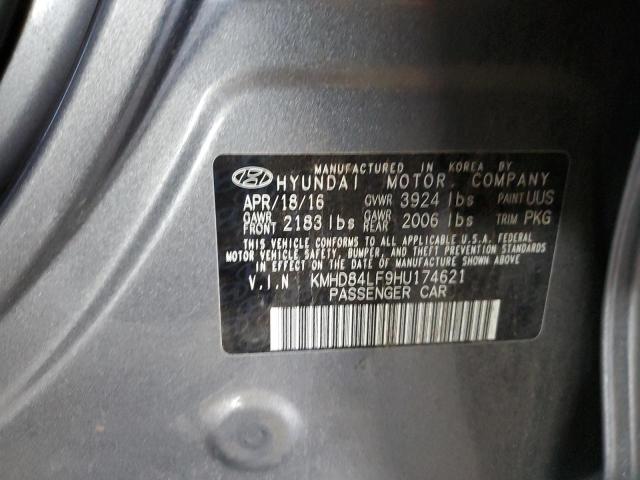 MANUFACTURED IN KOREA BY
HYUNDAI MOTOR. COMPANY
APR/18/16 GVWR 3924 lbs PAINT UUS
GAWR FRONT 2183 lbs GAWR REAR 2006 lbs TRIM PKG
THIS VEHICLE CONFORMS TO ALL APPLICABLE U.S.A. FEDERAL
MOTOR VEHICLE SAFETY, BUMPER, AND THEFT PREVENTION STANDARDS
IN EFFECT ON THE DATE OF MANUFACTURE SHOWN ABOVE.
V.I.N KMHD84LF9HU174621
PASSENGER CAR